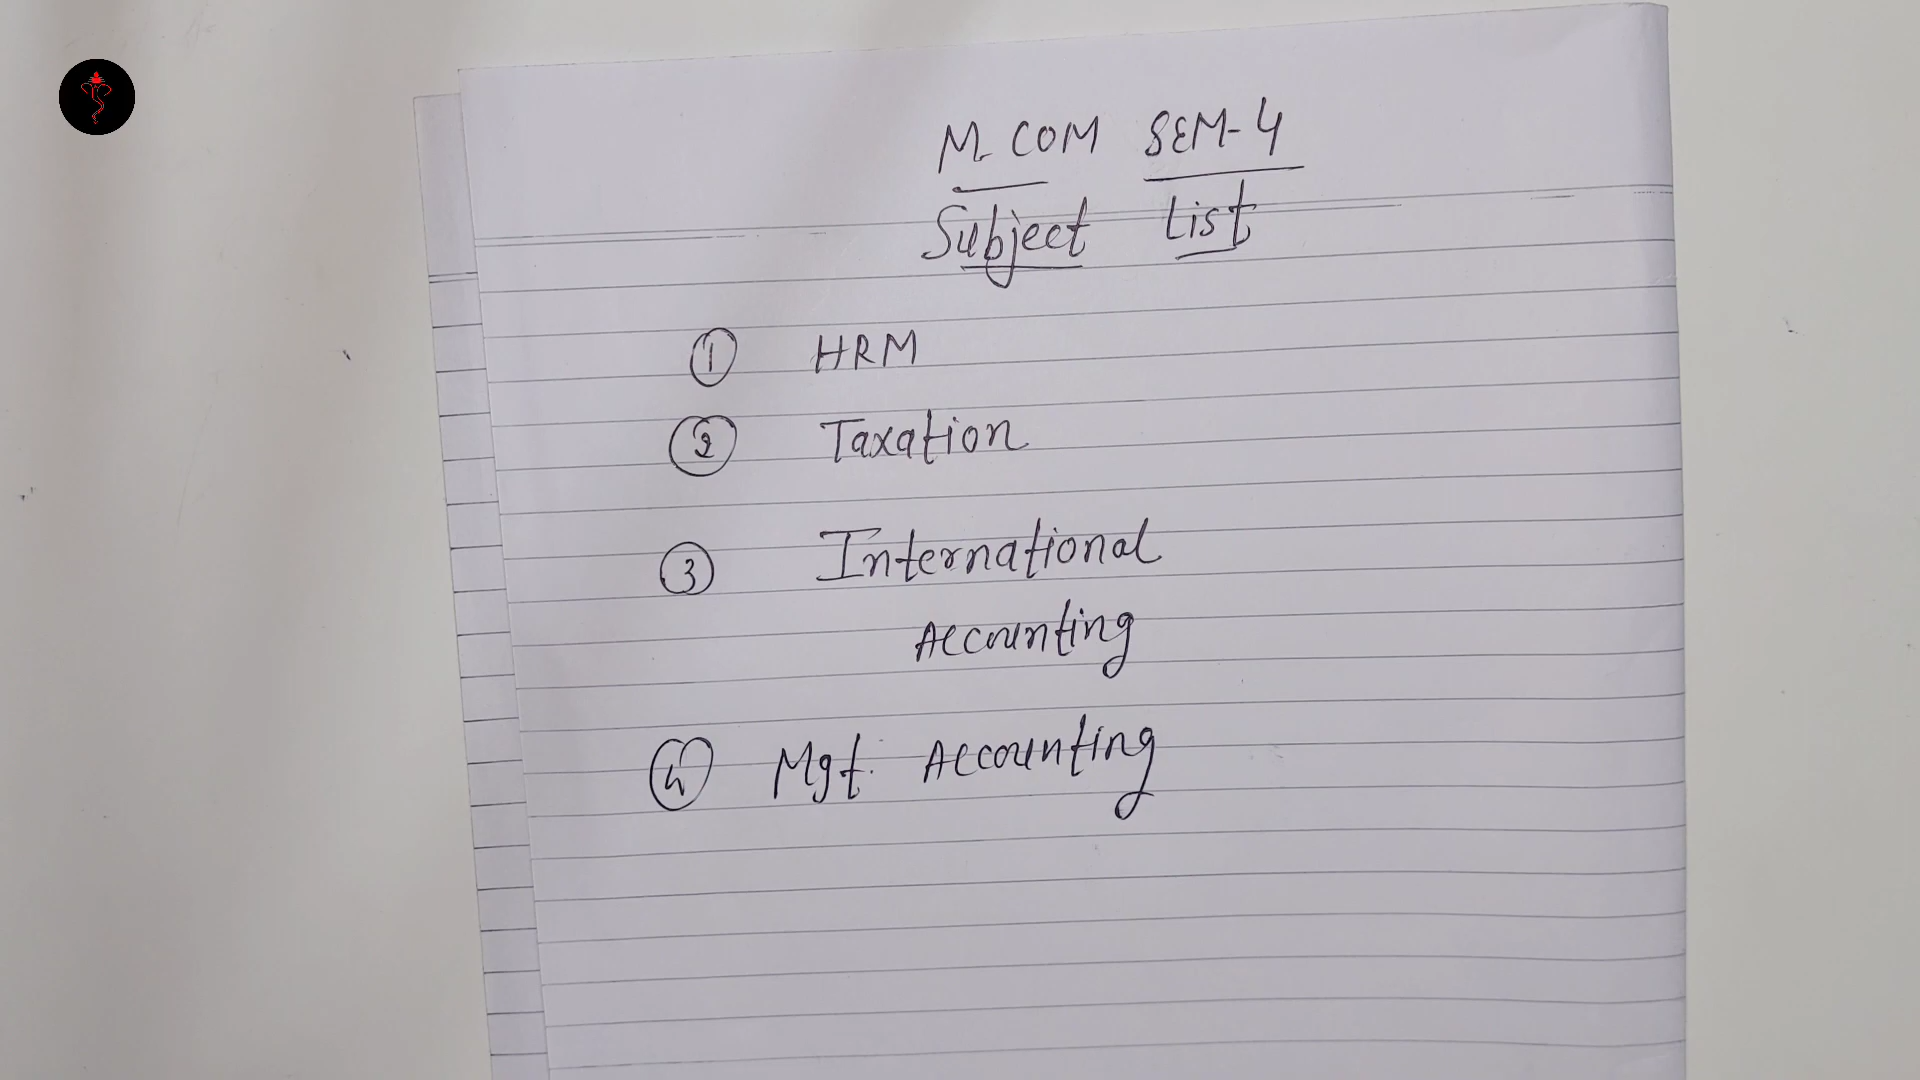 M. COM SEM-4
Subject List
1 HRM
2 Taxation
3 International
Accounting
4 Mgt. Accounting